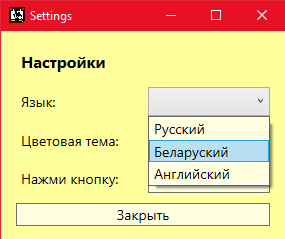 Settings
Настройки
Язык:
Русский
Цветовая тема:
Беларуский
Нажми кнопку:
Английский
Закрыть